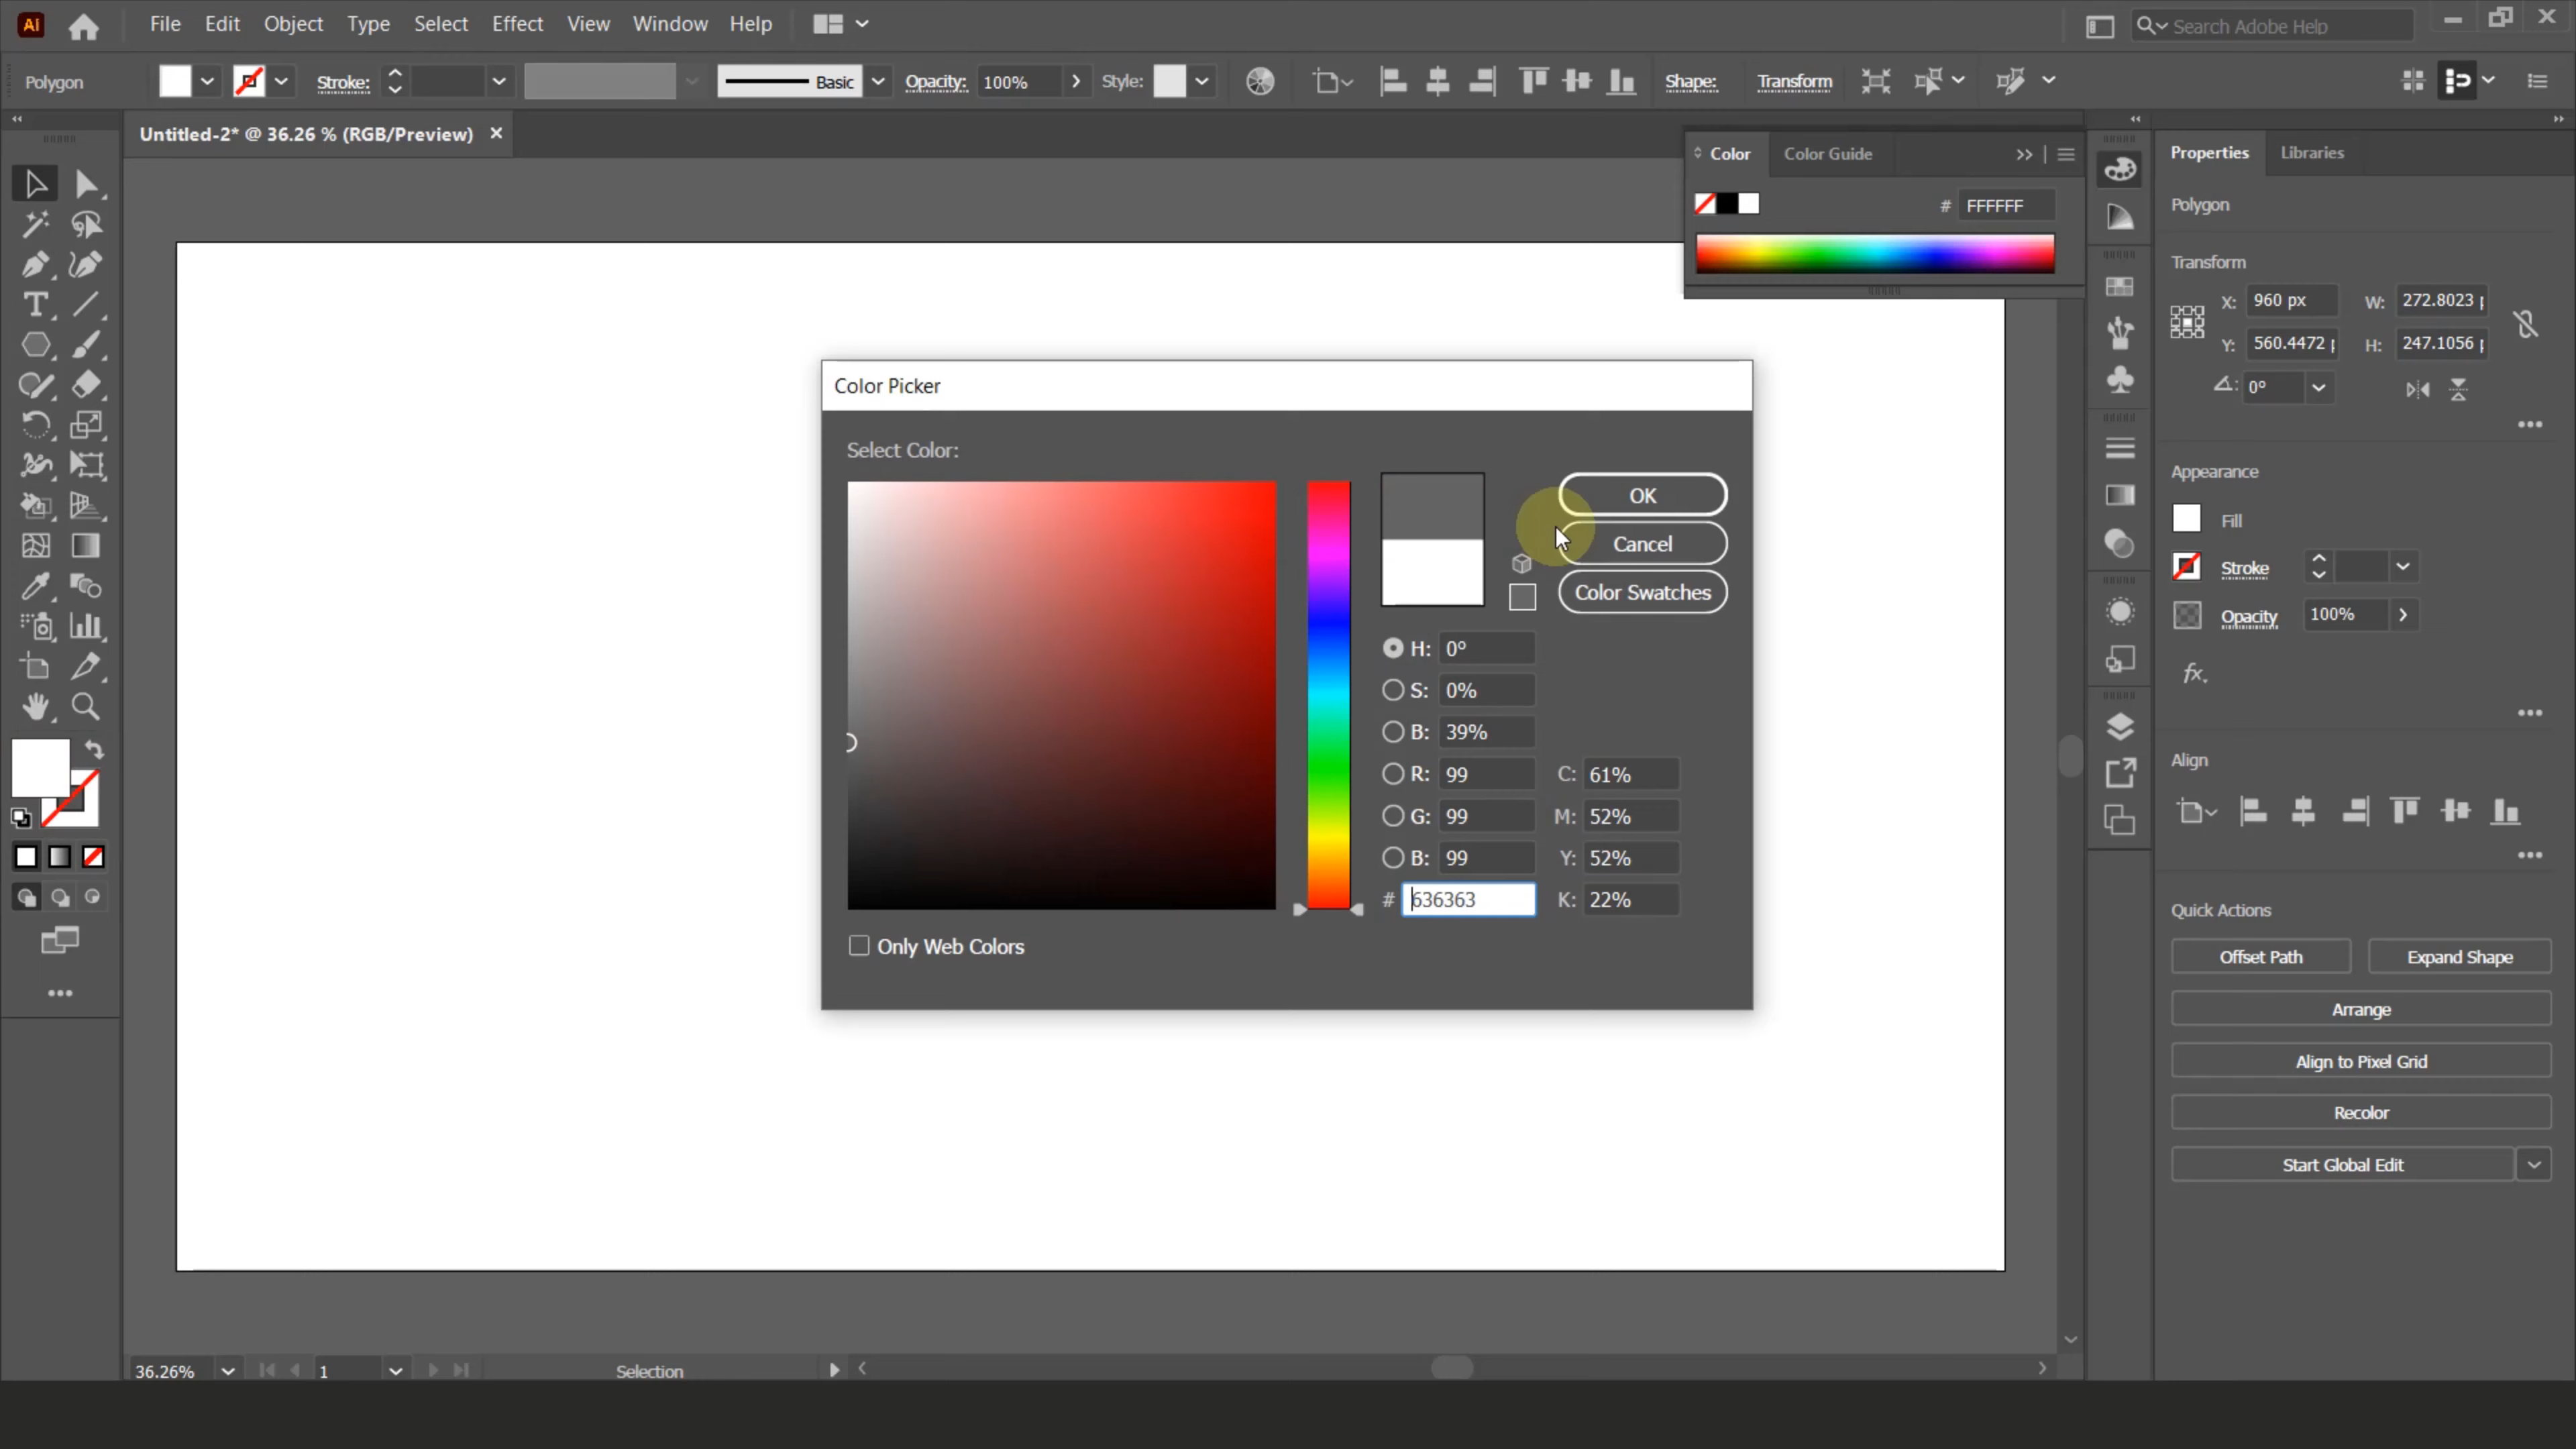 Ai File Edit Object Type Select Effect View Window Help Search Adobe Help
Polygon Stroke: Basic Opacity: 100% Style: Shape: Transform
Untitled-2* @ 36.26 % (RGB/Preview)
Color Color Guide
# FFFFFF
Properties Libraries
Polygon
Transform
X: 960 px W: 272.8023 p
Y: 560.4472 p H: 247.1056 p
0°
Appearance
Fill
Stroke
Opacity 100%
fx.
Align
Quick Actions
Offset Path Expand Shape
Arrange
Align to Pixel Grid
Recolor
Start Global Edit
Color Picker
Select Color:
OK
Cancel
Color Swatches
H: 0°
S: 0%
B: 39%
R: 99 C: 61%
G: 99 M: 52%
B: 99 Y: 52%
# 636363 K: 22%
Only Web Colors
36.26% 1 Selection